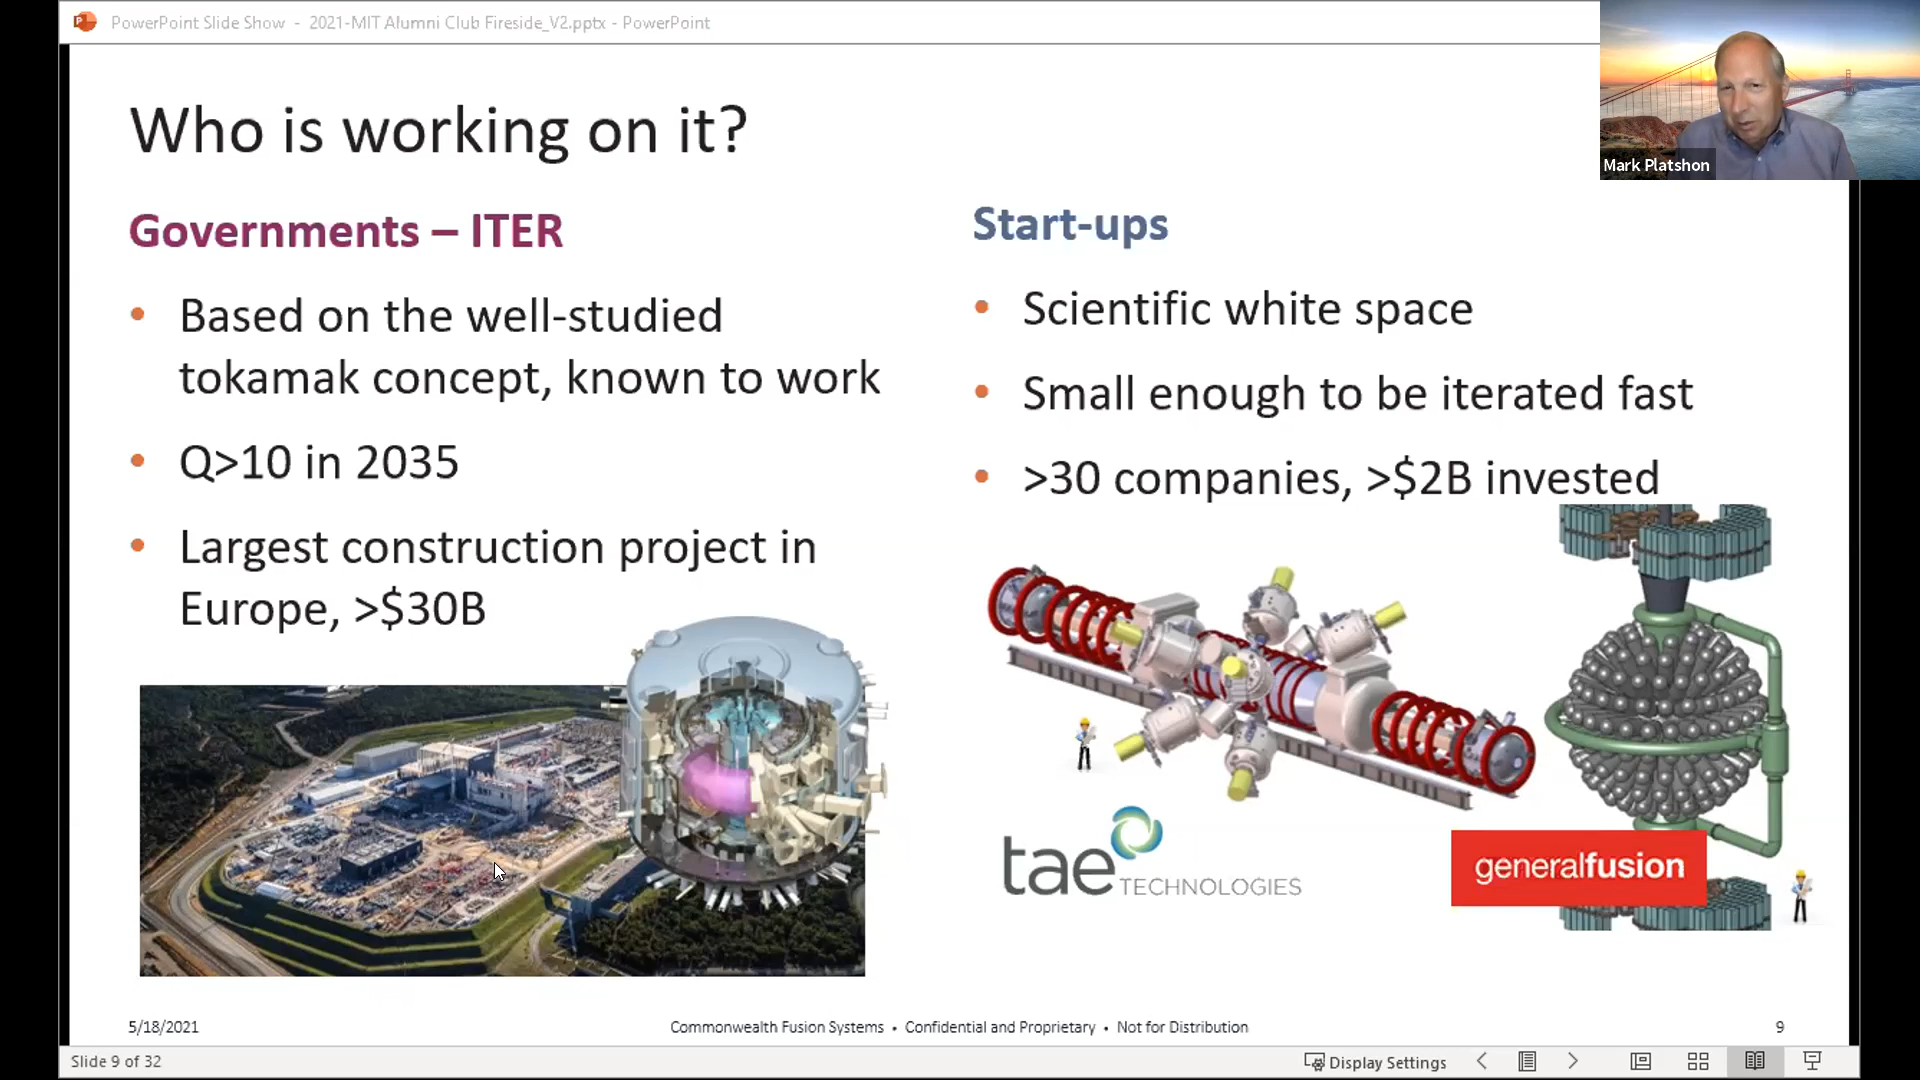 PowerPoint Slide Show - 2021-MIT Alumni Club Fireside_V2.pptx - PowerPoint
Mark Platshon
Who is working on it?
Governments – ITER
• Based on the well-studied
tokamak concept, known to work
• Q>10 in 2035
• Largest construction project in
Europe, >$30B
Start-ups
• Scientific white space
• Small enough to be iterated fast
• >30 companies, >$2B invested
tae TECHNOLOGIES
generalfusion
5/18/2021
Commonwealth Fusion Systems • Confidential and Proprietary • Not for Distribution
9
Slide 9 of 32
Display Settings